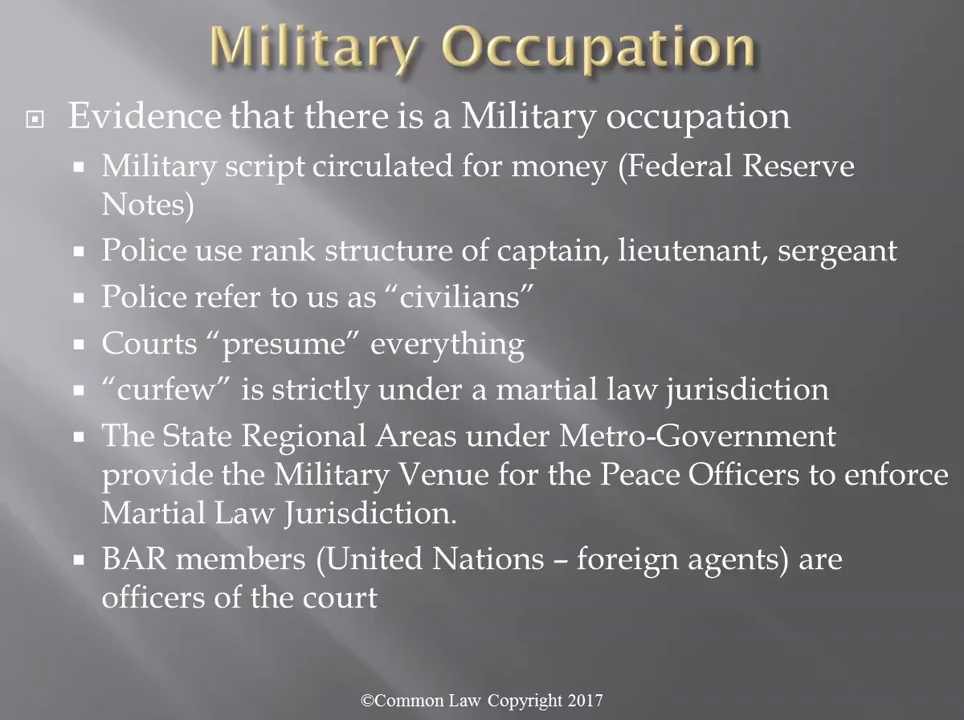 Military Occupation
Evidence that there is a Military occupation
Military script circulated for money (Federal Reserve
Notes)
Police use rank structure of captain, lieutenant, sergeant
Police refer to us as “civilians”
Courts “presume” everything
“curfew” is strictly under a martial law jurisdiction
The State Regional Areas under Metro-Government
provide the Military Venue for the Peace Officers to enforce
Martial Law Jurisdiction.
BAR members (United Nations – foreign agents) are
officers of the court
©Common Law Copyright 2017